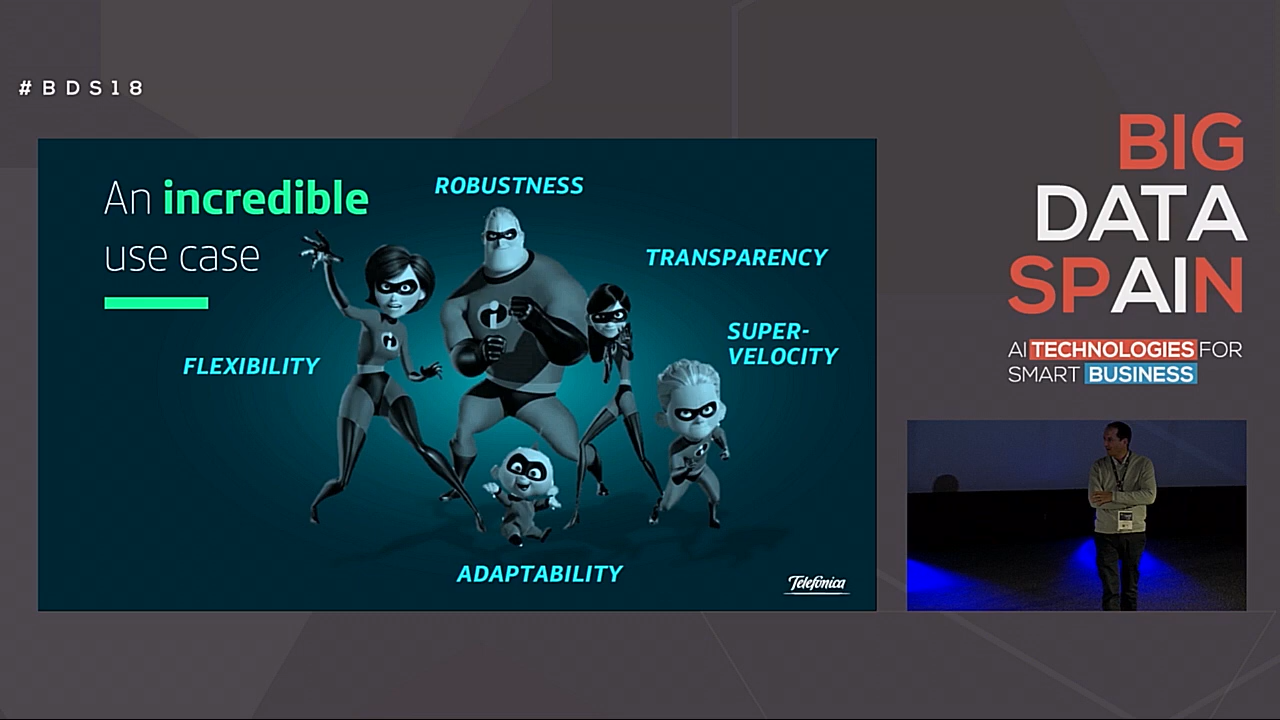 #BDS18
An incredible
use case
ROBUSTNESS
TRANSPARENCY
SUPER-
VELOCITY
FLEXIBILITY
ADAPTABILITY
Telefónica
BIG
DATA
SPAIN
AI TECHNOLOGIES FOR
SMART BUSINESS